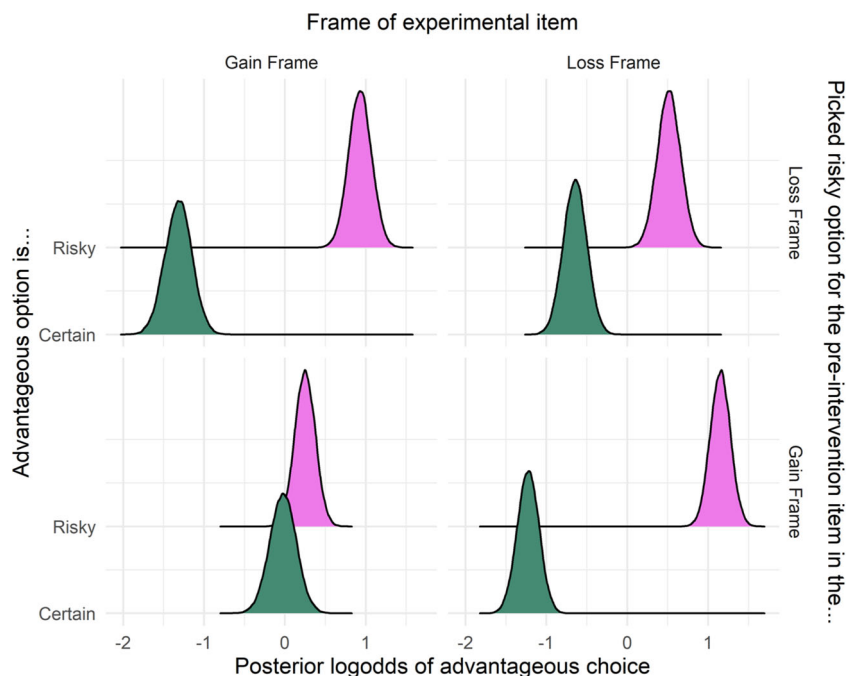 Frame of experimental item
Gain Frame
Loss Frame
Advantageous option is...
Risky
Certain
Loss Frame
Risky
Certain
Gain Frame
Picked risky option for the pre-intervention item in the...
-2 -1 0 1
-2 -1 0 1
Posterior logodds of advantageous choice